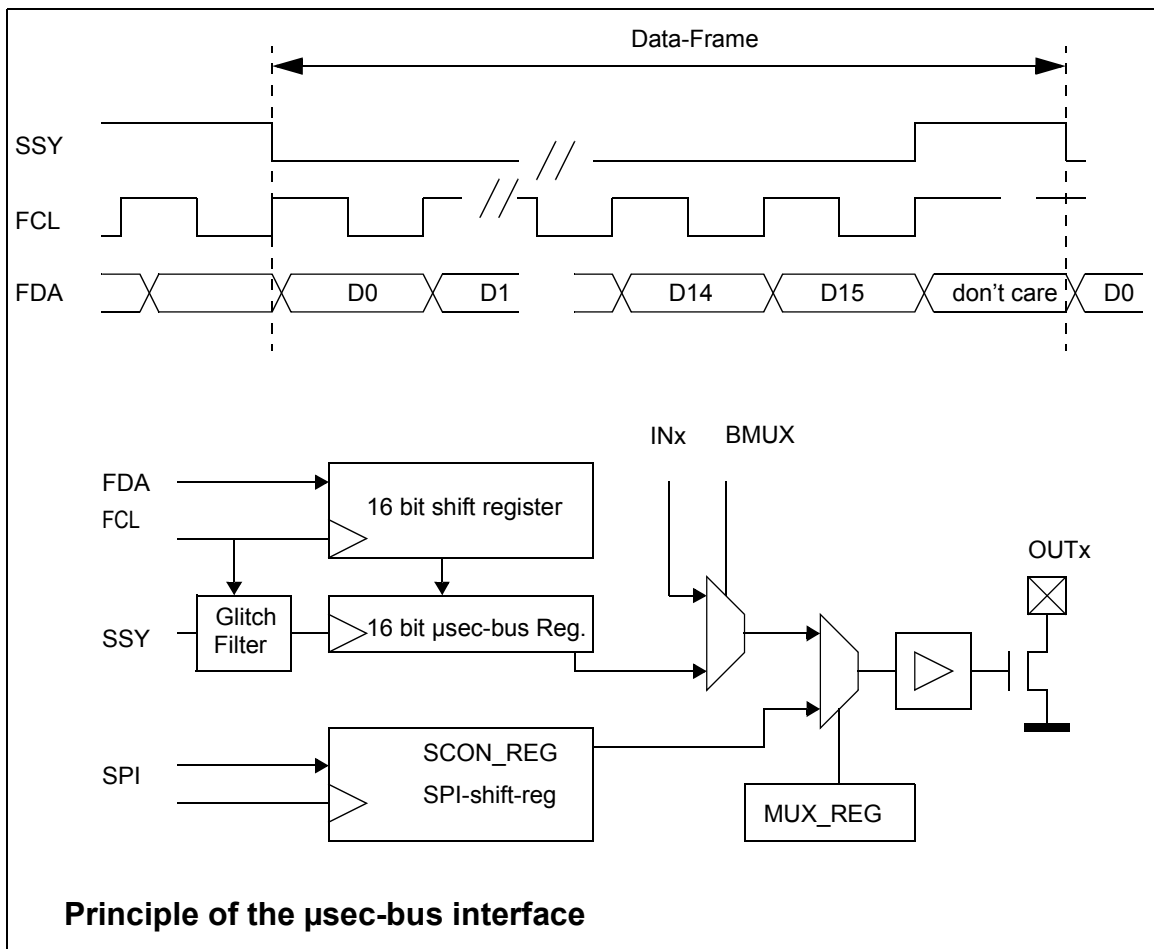 Data-Frame
SSY
FCL
FDA
D0
D1
D14
D15
don't care
D0
INx
BMUX
FDA
FCL
16 bit shift register
OUTx
SSY
Glitch
Filter
16 bit µsec-bus Reg.
SPI
SCON_REG
SPI-shift-reg
MUX_REG
Principle of the µsec-bus interface